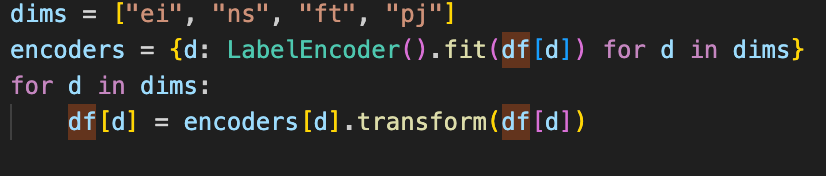 dims = ["ei", "ns", "ft", "pj"]
encoders = {d: LabelEncoder().fit(df[d]) for d in dims}
for d in dims:
    df[d] = encoders[d].transform(df[d])